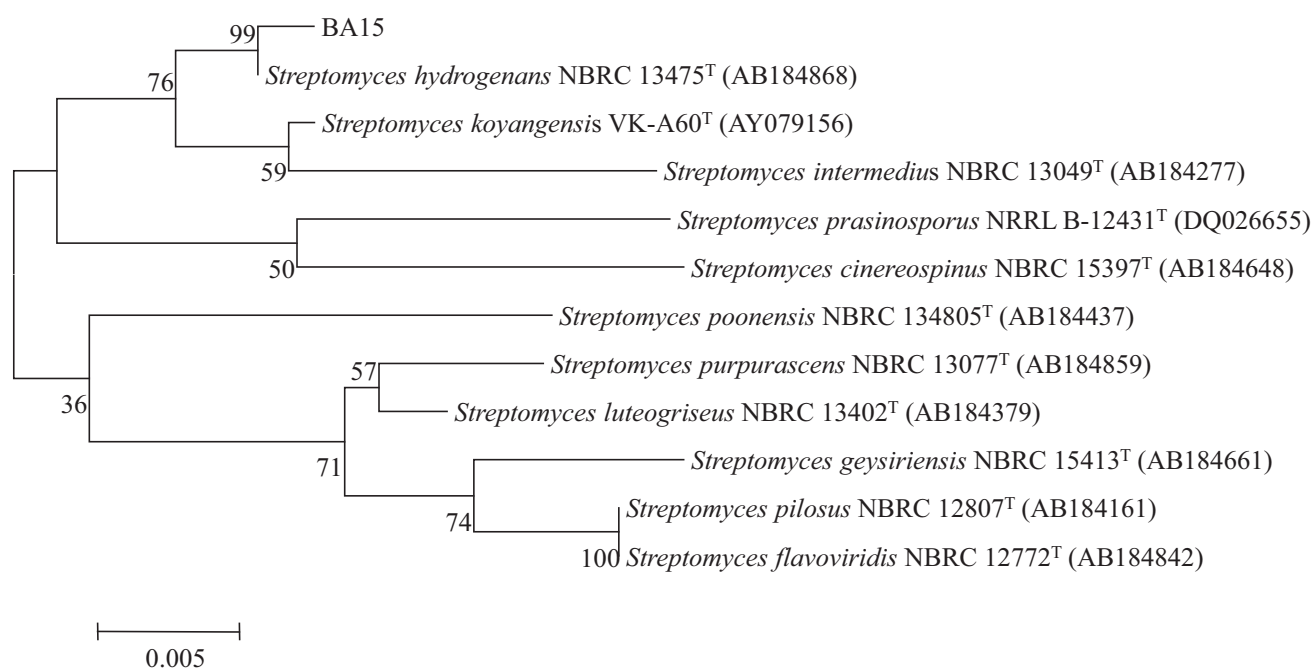 99
BA15
Streptomyces hydrogenans NBRC 13475ᵀ (AB184868)
76
Streptomyces koyangensis VK-A60ᵀ (AY079156)
59
Streptomyces intermedius NBRC 13049ᵀ (AB184277)
Streptomyces prasinosporus NRRL B-12431ᵀ (DQ026655)
50
Streptomyces cinereospinus NBRC 15397ᵀ (AB184648)
Streptomyces poonensis NBRC 134805ᵀ (AB184437)
57
Streptomyces purpurascens NBRC 13077ᵀ (AB184859)
36
Streptomyces luteogriseus NBRC 13402ᵀ (AB184379)
71
Streptomyces geysiriensis NBRC 15413ᵀ (AB184661)
Streptomyces pilosus NBRC 12807ᵀ (AB184161)
74
100
Streptomyces flavoviridis NBRC 12772ᵀ (AB184842)
0.005